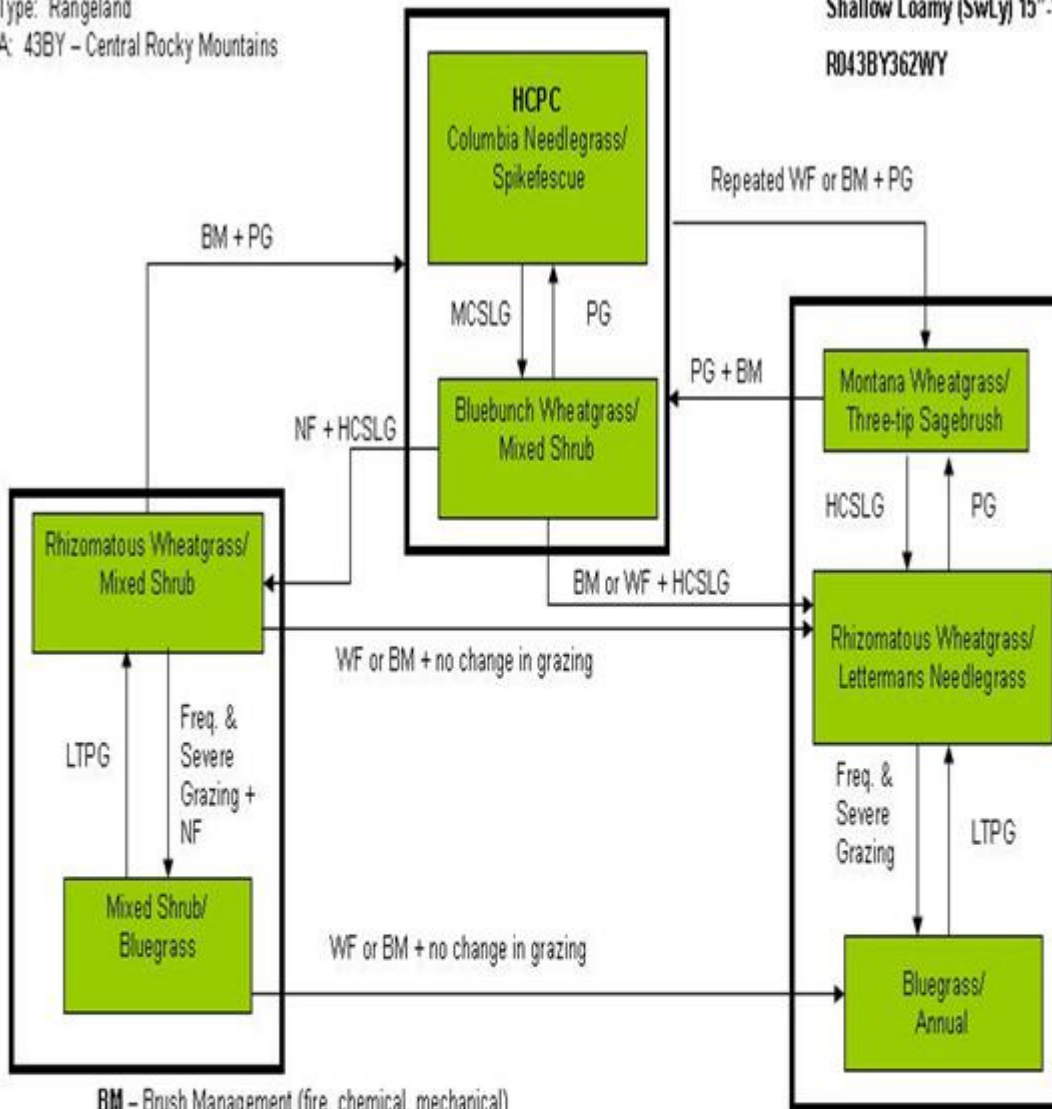 Type: Rangeland
A: 43BY – Central Rocky Mountains
Shallow Loamy (SwLy) 15"-
R043BY362WY
HCPC
Columbia Needlegrass/
Spikefescue
Repeated WF or BM + PG
BM + PG
MCSLG
PG
PG + BM
Montana Wheatgrass/
Three-tip Sagebrush
Bluebunch Wheatgrass/
Mixed Shrub
NF + HCSLG
HCSLG
PG
Rhizomatous Wheatgrass/
Mixed Shrub
BM or WF + HCSLG
Rhizomatous Wheatgrass/
Lettermans Needlegrass
WF or BM + no change in grazing
LTPG
Freq. &
Severe
Grazing +
NF
Freq. &
Severe
Grazing
LTPG
Mixed Shrub/
Bluegrass
WF or BM + no change in grazing
Bluegrass/
Annual
BM – Brush Management (fire, chemical, mechanical)